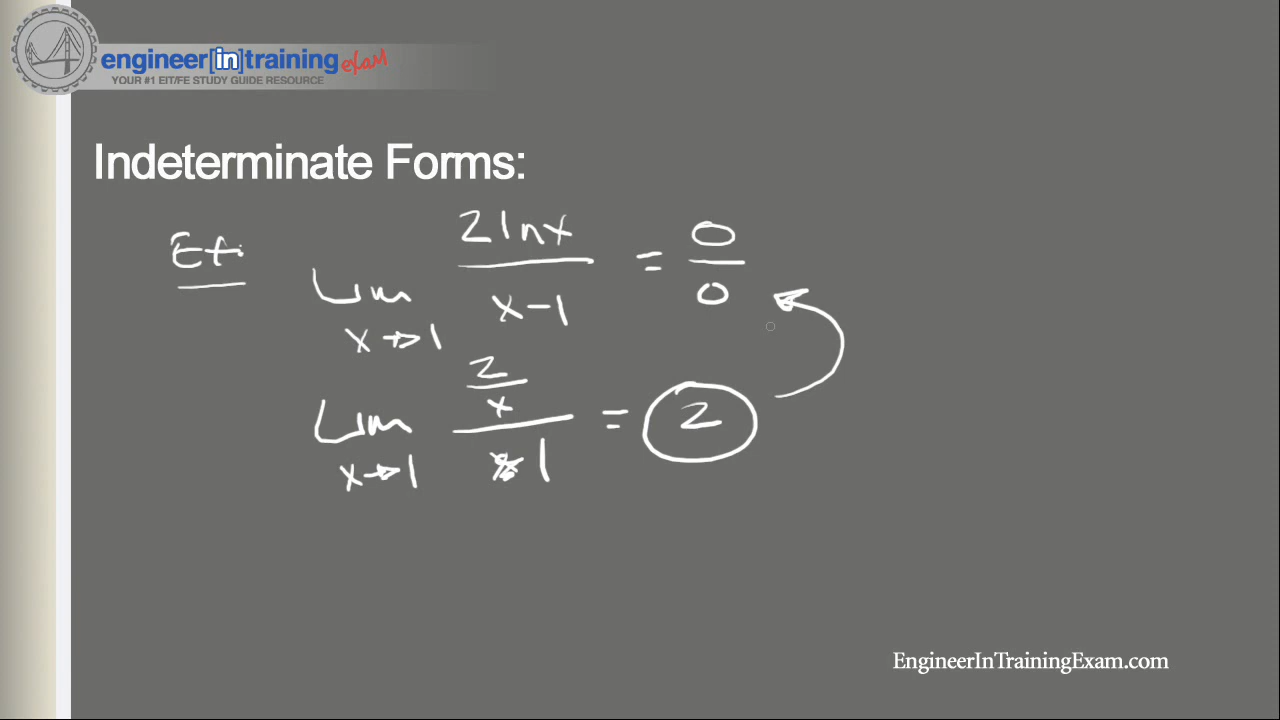 engineer[in]training exam
YOUR #1 EIT/FE STUDY GUIDE RESOURCE
Indeterminate Forms:
Ex:
lim x→1 2lnx / x-1 = 0/0
lim x→1 2/x / 1 = 2
EngineerInTrainingExam.com